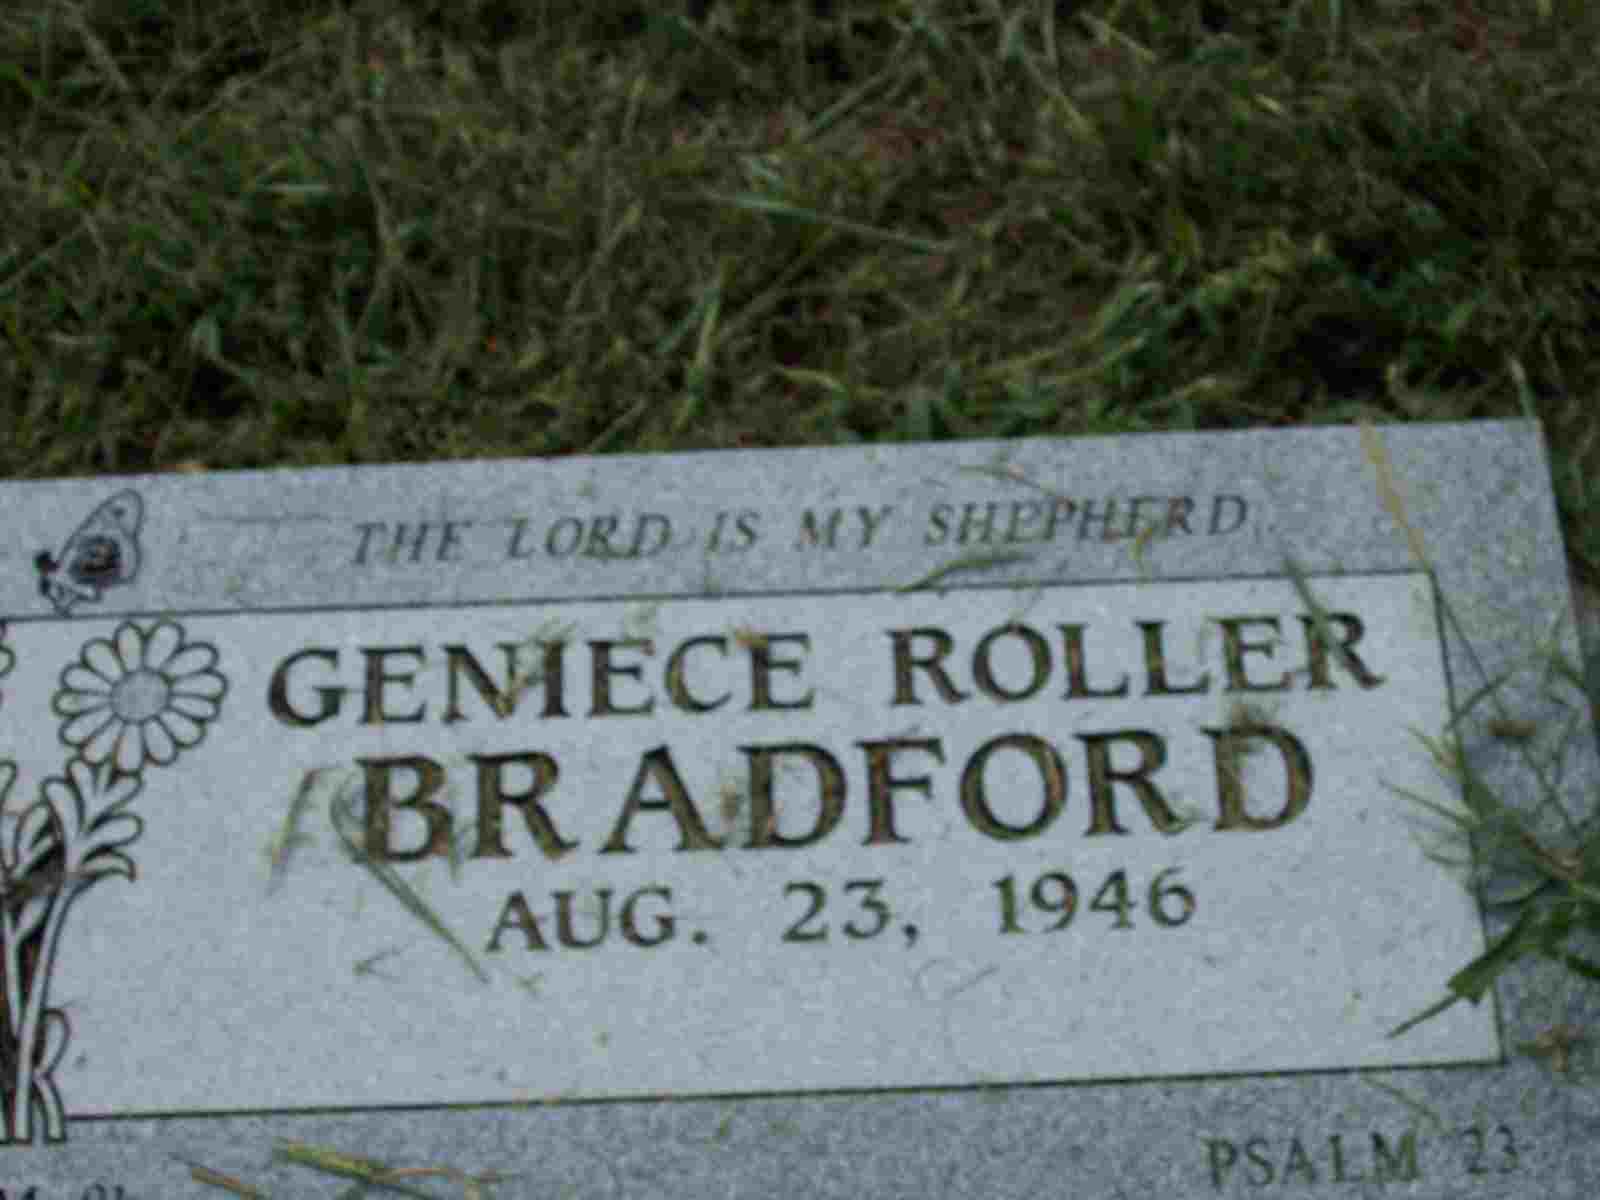 THE LORD IS MY SHEPHERD
GENIECE ROLLER
BRADFORD
AUG. 23, 1946
PSALM 23